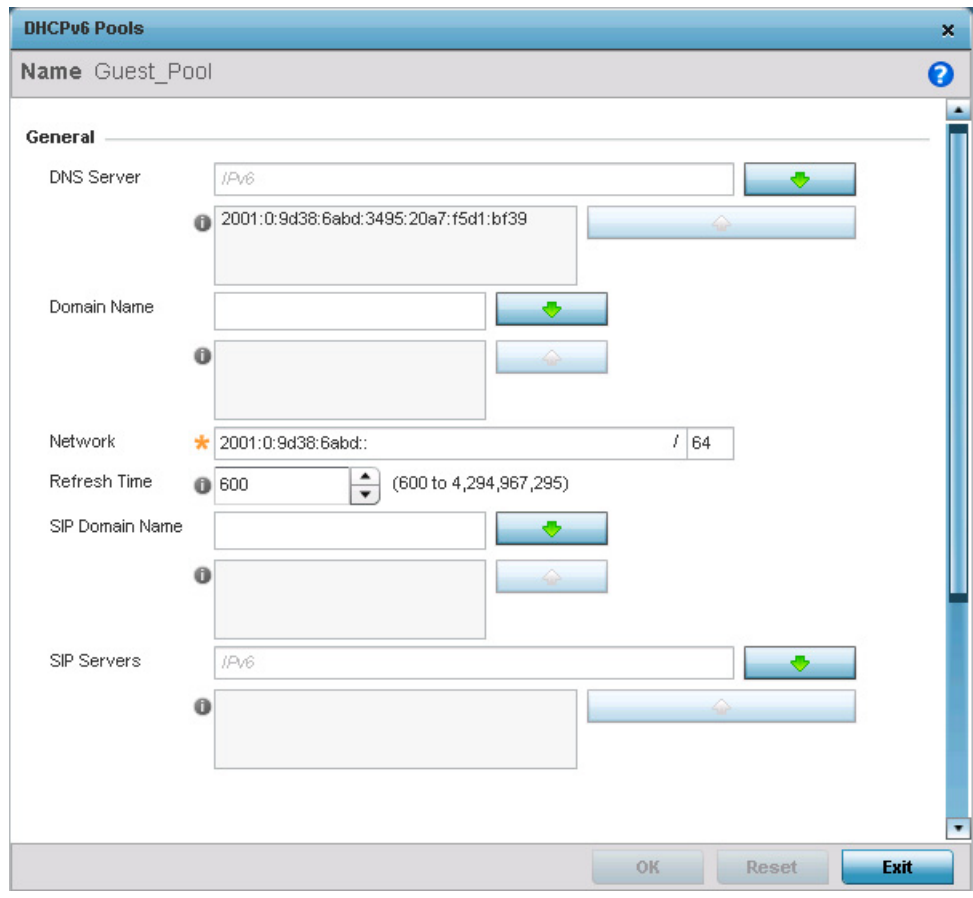 DHCPv6 Pools x
Name Guest_Pool ?
General
DNS Server IPv6
i 2001:0:9d38:6abd:3495:20a7:f5d1:bf39
Domain Name
i
Network * 2001:0:9d38:6abd:: / 64
Refresh Time i 600 (600 to 4,294,967,295)
SIP Domain Name
i
SIP Servers IPv6
i
OK Reset Exit